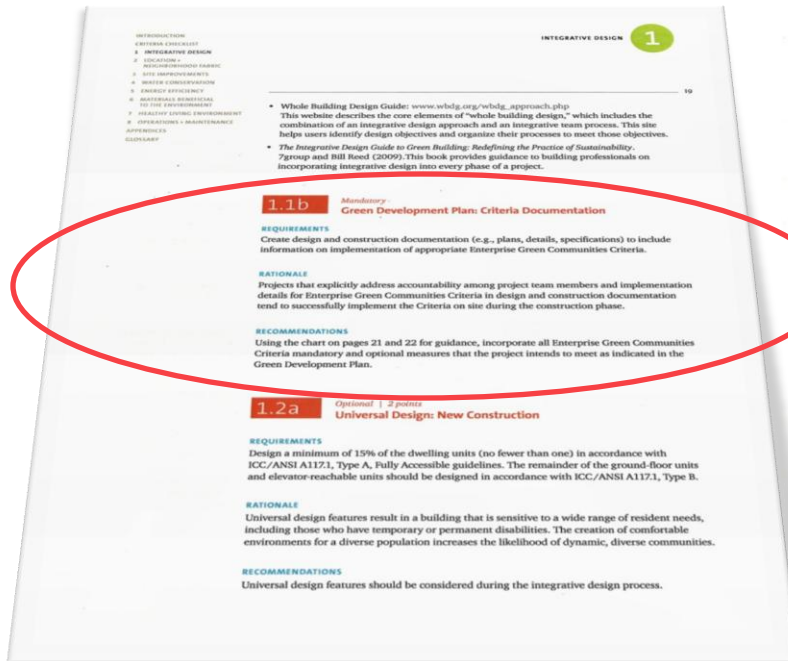 INTRODUCTION
CRITERIA CHECKLIST
1 INTEGRATIVE DESIGN
2 LOCATION +
NEIGHBORHOOD FABRIC
3 SITE IMPROVEMENTS
4 WATER CONSERVATION
5 ENERGY EFFICIENCY
6 MATERIALS BENEFICIAL
TO THE ENVIRONMENT
7 HEALTHY LIVING ENVIRONMENT
8 OPERATIONS + MAINTENANCE
APPENDICES
GLOSSARY
INTEGRATIVE DESIGN 1
19
• Whole Building Design Guide: www.wbdg.org/wbdg_approach.php
This website describes the core elements of "whole building design," which includes the
combination of an integrative design approach and an integrative team process. This site
helps users identify design objectives and organize their processes to meet those objectives.
• The Integrative Design Guide to Green Building: Redefining the Practice of Sustainability.
7group and Bill Reed (2009). This book provides guidance to building professionals on
incorporating integrative design into every phase of a project.
1.1b Mandatory
Green Development Plan: Criteria Documentation
REQUIREMENTS
Create design and construction documentation (e.g., plans, details, specifications) to include
information on implementation of appropriate Enterprise Green Communities Criteria.
RATIONALE
Projects that explicitly address accountability among project team members and implementation
details for Enterprise Green Communities Criteria in design and construction documentation
tend to successfully implement the Criteria on site during the construction phase.
RECOMMENDATIONS
Using the chart on pages 21 and 22 for guidance, incorporate all Enterprise Green Communities
Criteria mandatory and optional measures that the project intends to meet as indicated in the
Green Development Plan.
1.2a Optional | 2 points
Universal Design: New Construction
REQUIREMENTS
Design a minimum of 15% of the dwelling units (no fewer than one) in accordance with
ICC/ANSI A117.1, Type A, Fully Accessible guidelines. The remainder of the ground-floor units
and elevator-reachable units should be designed in accordance with ICC/ANSI A117.1, Type B.
RATIONALE
Universal design features result in a building that is sensitive to a wide range of resident needs,
including those who have temporary or permanent disabilities. The creation of comfortable
environments for a diverse population increases the likelihood of dynamic, diverse communities.
RECOMMENDATIONS
Universal design features should be considered during the integrative design process.